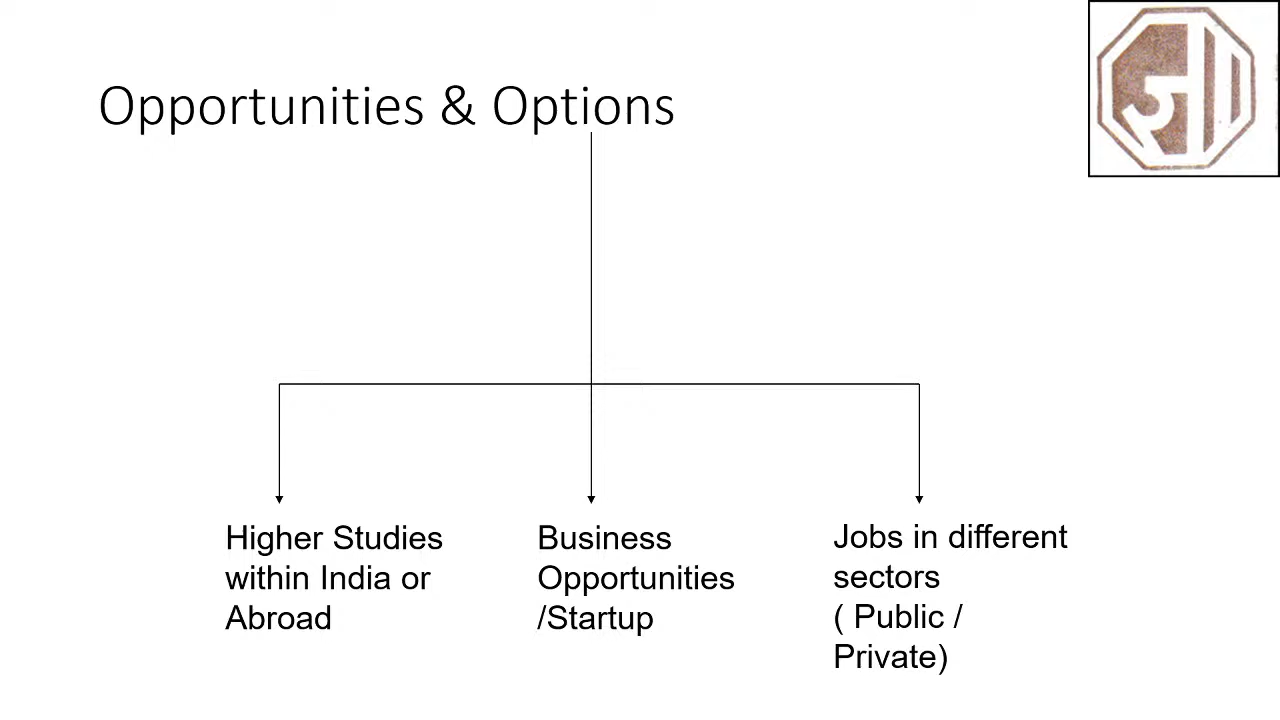 Opportunities & Options
Higher Studies
within India or
Abroad
Business
Opportunities
/Startup
Jobs in different
sectors
( Public /
Private)